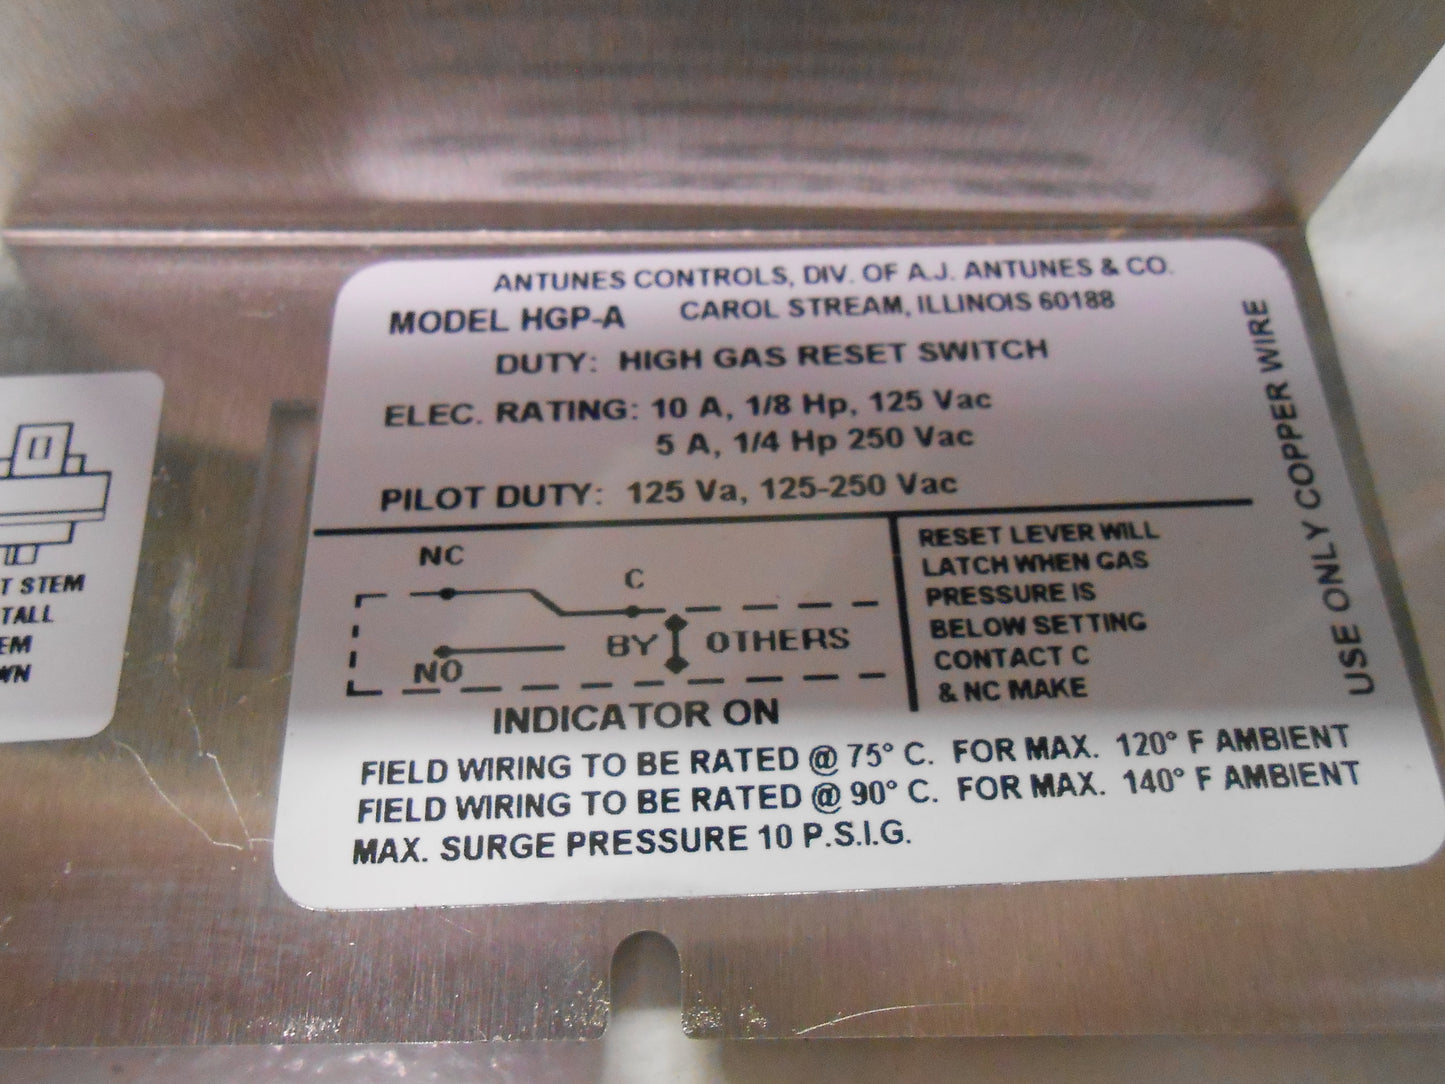 ANTUNES CONTROLS, DIV. OF A.J. ANTUNES & CO.
MODEL HGP-A CAROL STREAM, ILLINOIS 60188
DUTY: HIGH GAS RESET SWITCH
ELEC. RATING: 10 A, 1/8 Hp, 125 Vac
5 A, 1/4 Hp 250 Vac
PILOT DUTY: 125 Va, 125-250 Vac
NC
C
BY OTHERS
NO
INDICATOR ON
RESET LEVER WILL
LATCH WHEN GAS
PRESSURE IS
BELOW SETTING
CONTACT C
& NC MAKE
FIELD WIRING TO BE RATED @ 75° C. FOR MAX. 120° F AMBIENT
FIELD WIRING TO BE RATED @ 90° C. FOR MAX. 140° F AMBIENT
MAX. SURGE PRESSURE 10 P.S.I.G.
USE ONLY COPPER WIRE
T STEM
TALL
EM
WN